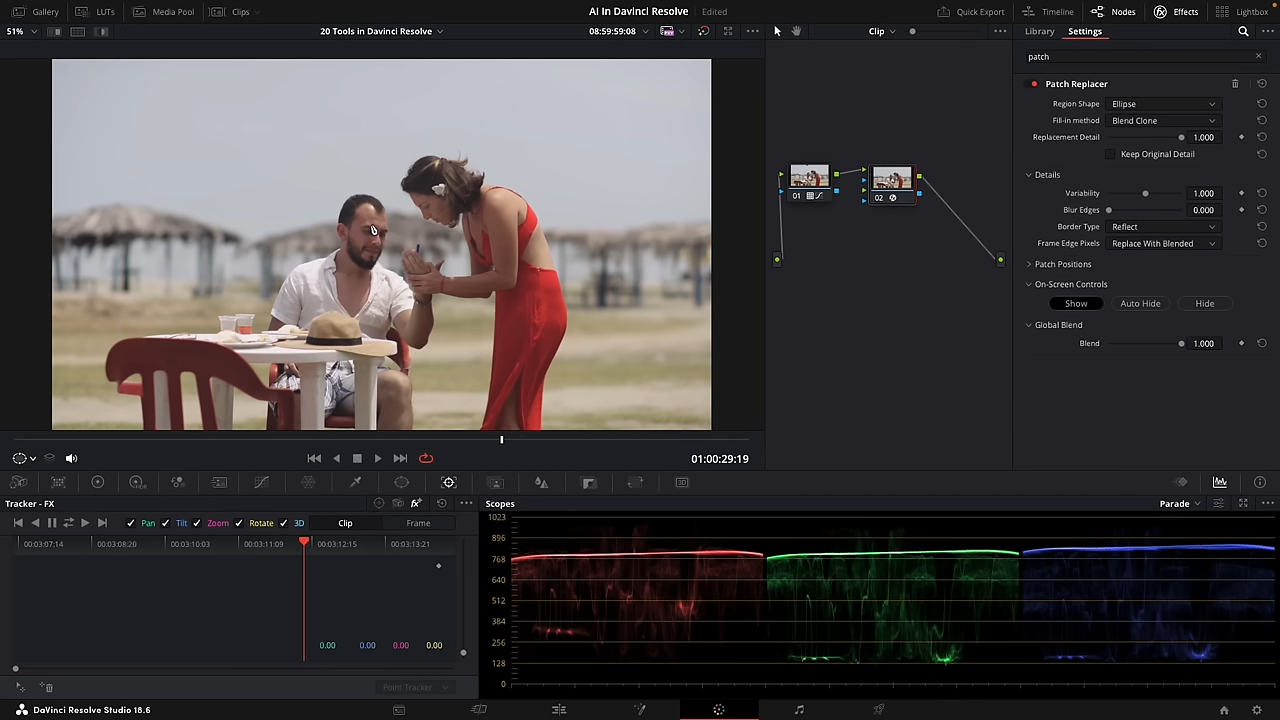 Gallery LUTs Media Pool Clips AI In Davinci Resolve Edited Quick Export Timeline Nodes Effects Lightbox
51% 20 Tools in Davinci Resolve 08:59:59:08 Clip Library Settings
patch
Patch Replacer
Region Shape Ellipse
Fill-in method Blend Clone
Replacement Detail 1.000
Keep Original Detail
Details
Variability 1.000
Blur Edges 0.000
Border Type Reflect
Frame Edge Pixels Replace With Blended
Patch Positions
On-Screen Controls
Show Auto Hide Hide
Global Blend
Blend 1.000
01 02
01:00:29:19
Tracker - FX fx Scopes Parade
Pan Tilt Zoom Rotate 3D Clip Frame
00:03:07:14 00:03:08:20 00:03:10:03 00:03:11:09 00:03:12:15 00:03:13:21
0.00 0.00 0.00 0.00
Point Tracker
1023
896
768
640
512
384
256
128
0
DaVinci Resolve Studio 18.6